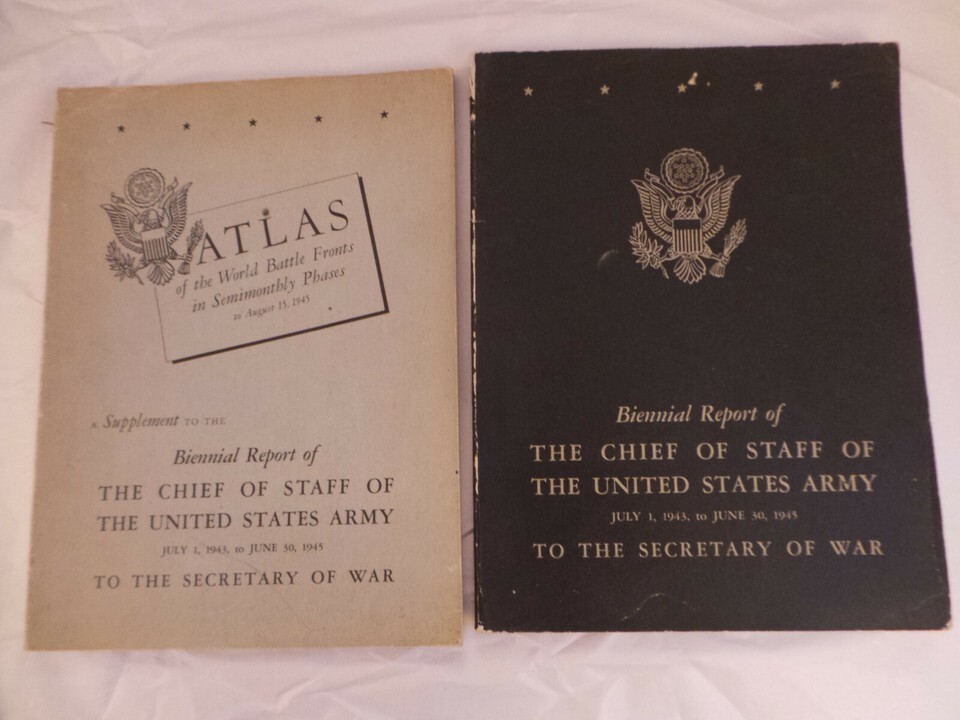 ATLAS
of the World Battle Fronts
in Semimonthly Phases
to August 15, 1945
A Supplement TO THE
Biennial Report of
THE CHIEF OF STAFF OF
THE UNITED STATES ARMY
JULY 1, 1943, to JUNE 30, 1945
TO THE SECRETARY OF WAR
Biennial Report of
THE CHIEF OF STAFF OF
THE UNITED STATES ARMY
JULY 1, 1943, to JUNE 30, 1945
TO THE SECRETARY OF WAR